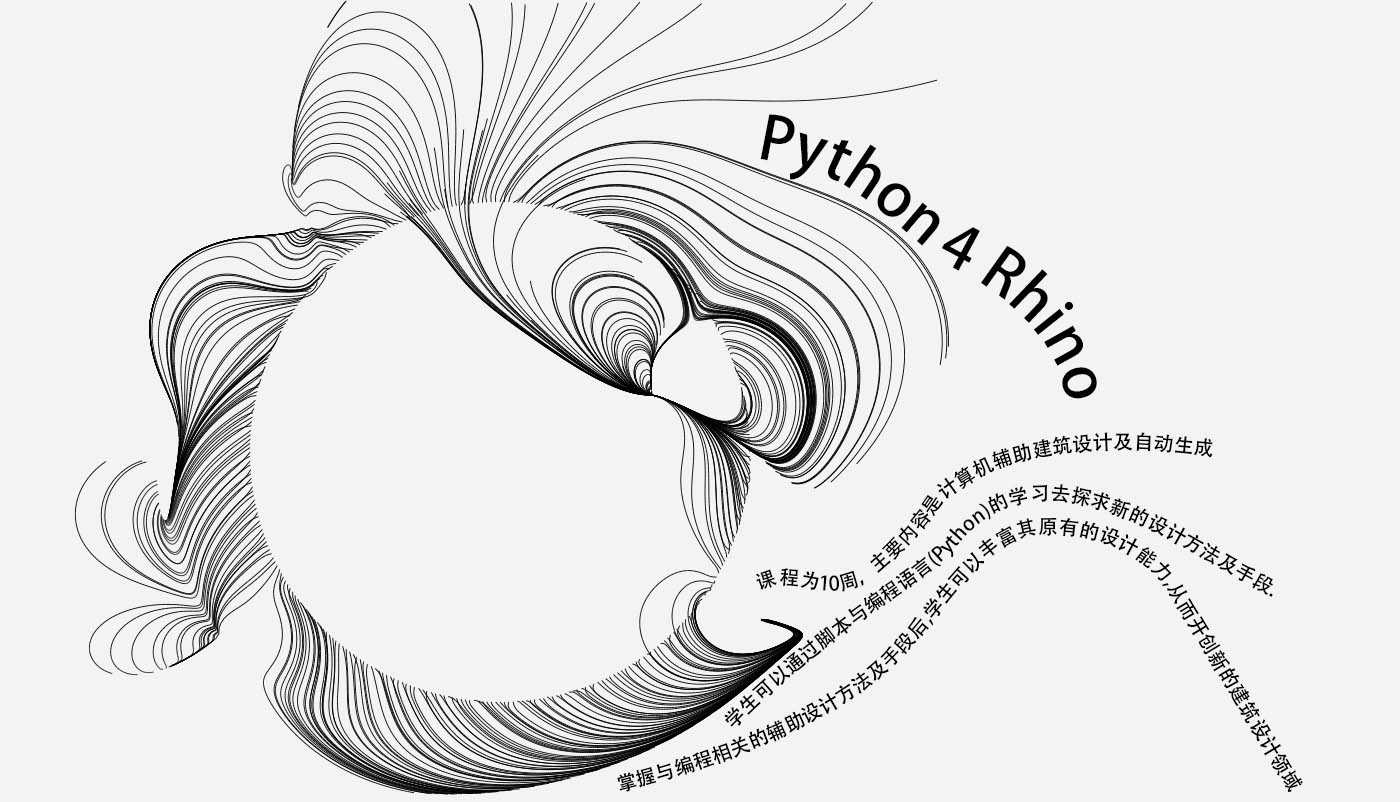 Python 4 Rhino
课程为10周, 主要内容是计算机辅助建筑设计及自动生成
学生可以通过脚本与编程语言(Python)的学习去探求新的设计方法及手段.
掌握与编程相关的辅助设计方法及手段后,学生可以丰富其原有的设计能力,从而开创新的建筑设计领域